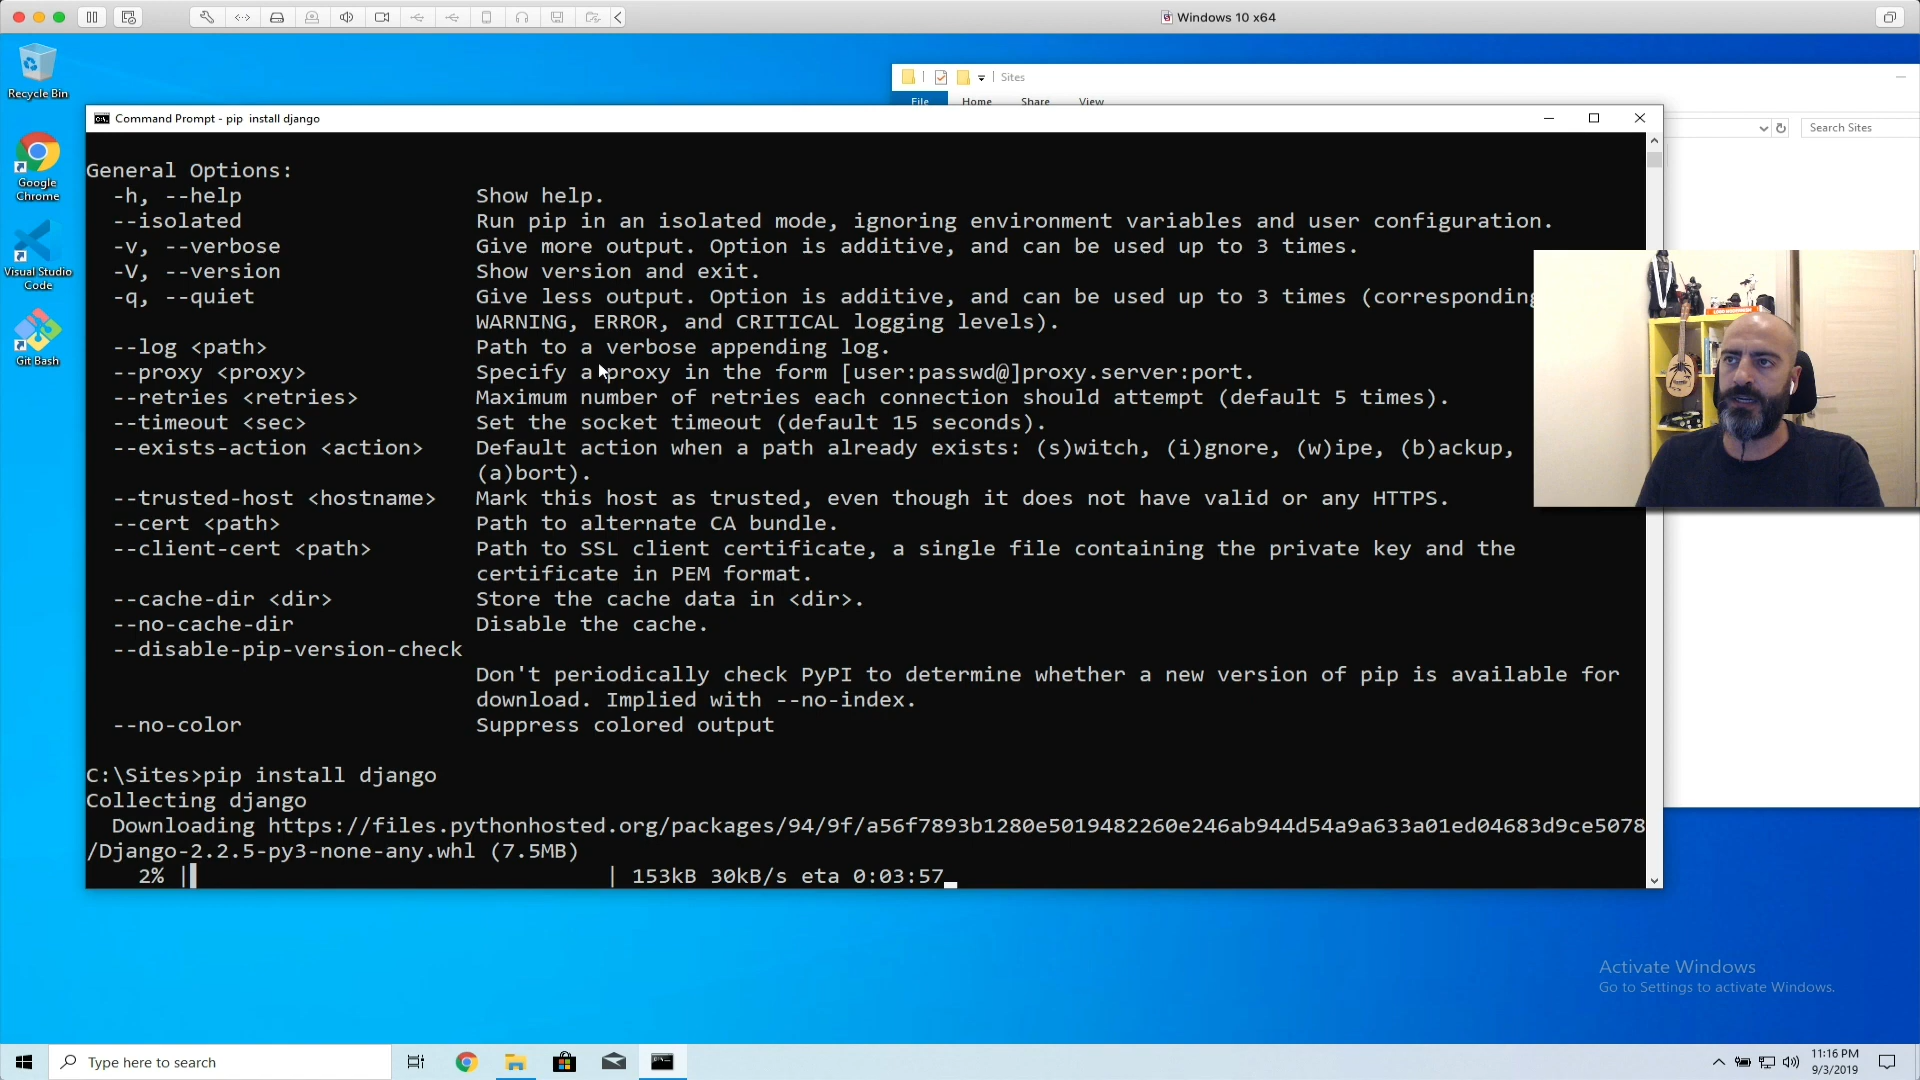 Windows 10 x64
Recycle Bin
Google
Chrome
Visual Studio
Code
Git Bash
Sites
File Home Share View
Search Sites
Command Prompt - pip install django
General Options:
-h, --help Show help.
--isolated Run pip in an isolated mode, ignoring environment variables and user configuration.
-v, --verbose Give more output. Option is additive, and can be used up to 3 times.
-V, --version Show version and exit.
-q, --quiet Give less output. Option is additive, and can be used up to 3 times (corresponding
WARNING, ERROR, and CRITICAL logging levels).
--log <path> Path to a verbose appending log.
--proxy <proxy> Specify a proxy in the form [user:passwd@]proxy.server:port.
--retries <retries> Maximum number of retries each connection should attempt (default 5 times).
--timeout <sec> Set the socket timeout (default 15 seconds).
--exists-action <action> Default action when a path already exists: (s)witch, (i)gnore, (w)ipe, (b)ackup,
(a)bort).
--trusted-host <hostname> Mark this host as trusted, even though it does not have valid or any HTTPS.
--cert <path> Path to alternate CA bundle.
--client-cert <path> Path to SSL client certificate, a single file containing the private key and the
certificate in PEM format.
--cache-dir <dir> Store the cache data in <dir>.
--no-cache-dir Disable the cache.
--disable-pip-version-check
Don't periodically check PyPI to determine whether a new version of pip is available for
download. Implied with --no-index.
--no-color Suppress colored output
C:\Sites>pip install django
Collecting django
Downloading https://files.pythonhosted.org/packages/94/9f/a56f7893b1280e5019482260e246ab944d54a9a633a01ed04683d9ce5078
/Django-2.2.5-py3-none-any.whl (7.5MB)
2% | | 153kB 30kB/s eta 0:03:57
Activate Windows
Go to Settings to activate Windows.
Type here to search
11:16 PM
9/3/2019